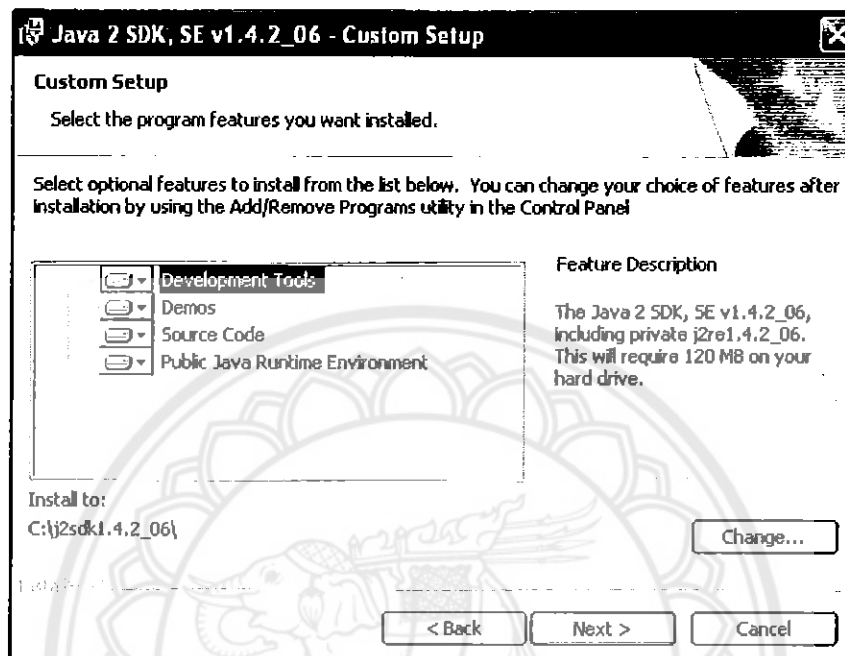 Java 2 SDK, SE v1.4.2_06 - Custom Setup
Custom Setup
Select the program features you want installed.
Select optional features to install from the list below. You can change your choice of features after
installation by using the Add/Remove Programs utility in the Control Panel
Development Tools
Demos
Source Code
Public Java Runtime Environment
Feature Description
The Java 2 SDK, SE v1.4.2_06,
including private j2re1.4.2_06.
This will require 120 MB on your
hard drive.
Install to:
C:\j2sdk1.4.2_06\
Change...
< Back
Next >
Cancel